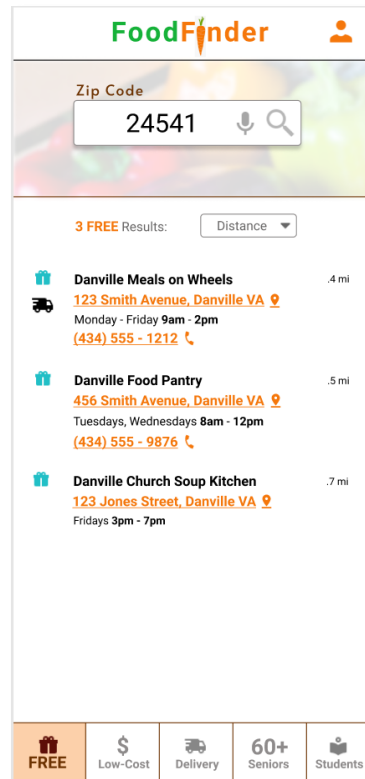 FoodFinder
Zip Code
24541
3 FREE Results:
Distance
Danville Meals on Wheels
.4 mi
123 Smith Avenue, Danville VA
Monday - Friday 9am - 2pm
(434) 555 - 1212
Danville Food Pantry
.5 mi
456 Smith Avenue, Danville VA
Tuesdays, Wednesdays 8am - 12pm
(434) 555 - 9876
Danville Church Soup Kitchen
.7 mi
123 Jones Street, Danville VA
Fridays 3pm - 7pm
FREE
$
Low-Cost
Delivery
60+
Seniors
Students